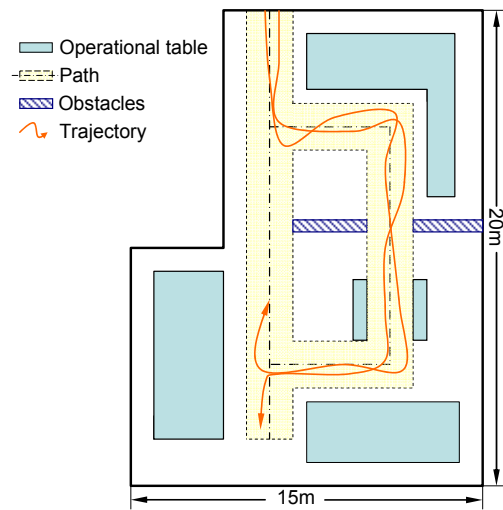 Operational table
Path
Obstacles
Trajectory
20m
15m